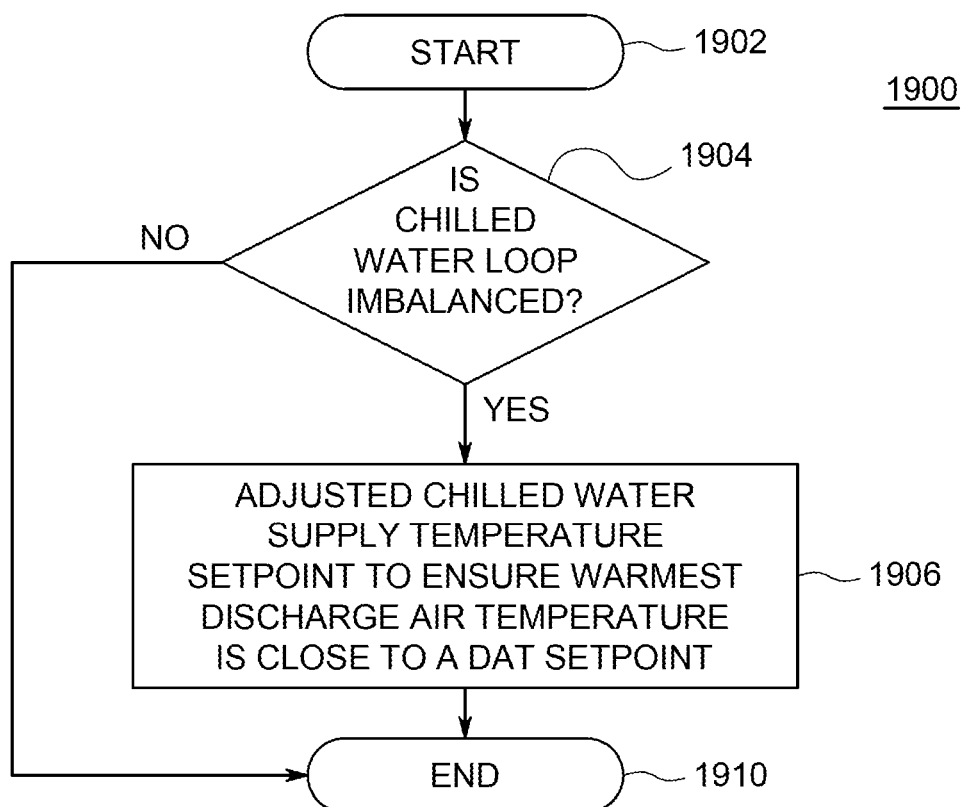 START
1902
1900
1904
IS
CHILLED
WATER LOOP
IMBALANCED?
NO
YES
ADJUSTED CHILLED WATER
SUPPLY TEMPERATURE
SETPOINT TO ENSURE WARMEST
DISCHARGE AIR TEMPERATURE
IS CLOSE TO A DAT SETPOINT
1906
END
1910